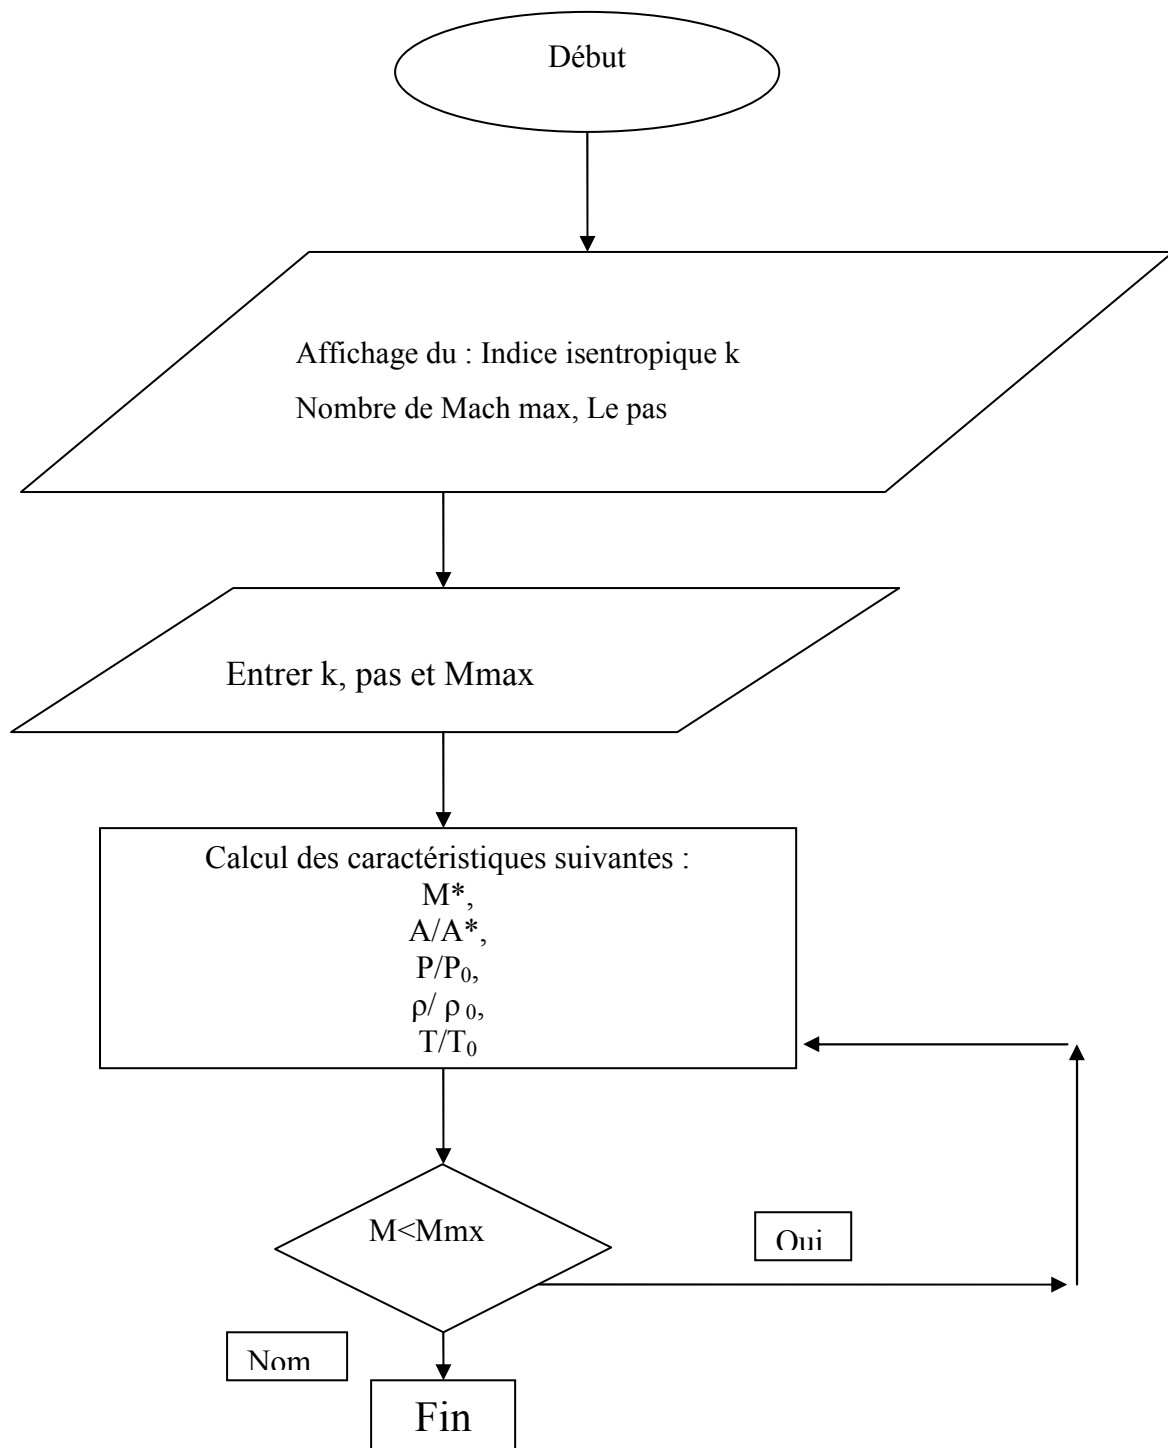 Début
Affichage du : Indice isentropique k
Nombre de Mach max, Le pas
Entrer k, pas et Mmax
Calcul des caractéristiques suivantes :
M*,
A/A*,
P/P₀,
ρ/ ρ ₀,
T/T₀
M<Mmx
Oui
Nom
Fin